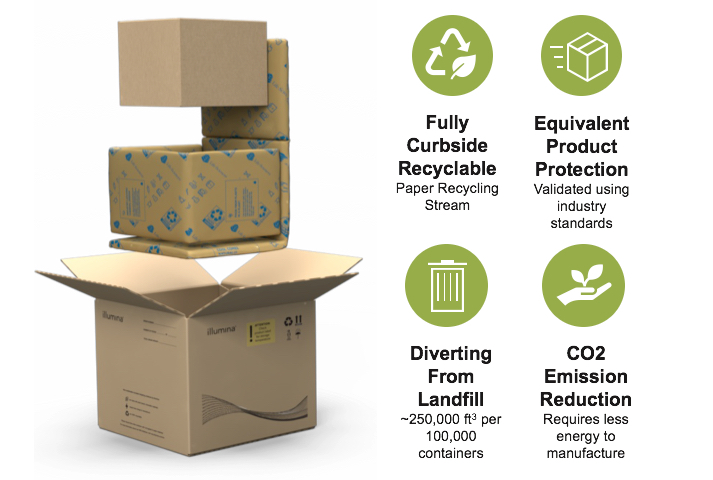 illumina
illumina
Fully
Curbside
Recyclable
Paper Recycling
Stream
Equivalent
Product
Protection
Validated using
industry
standards
Diverting
From
Landfill
~250,000 ft³ per
100,000
containers
CO2
Emission
Reduction
Requires less
energy to
manufacture